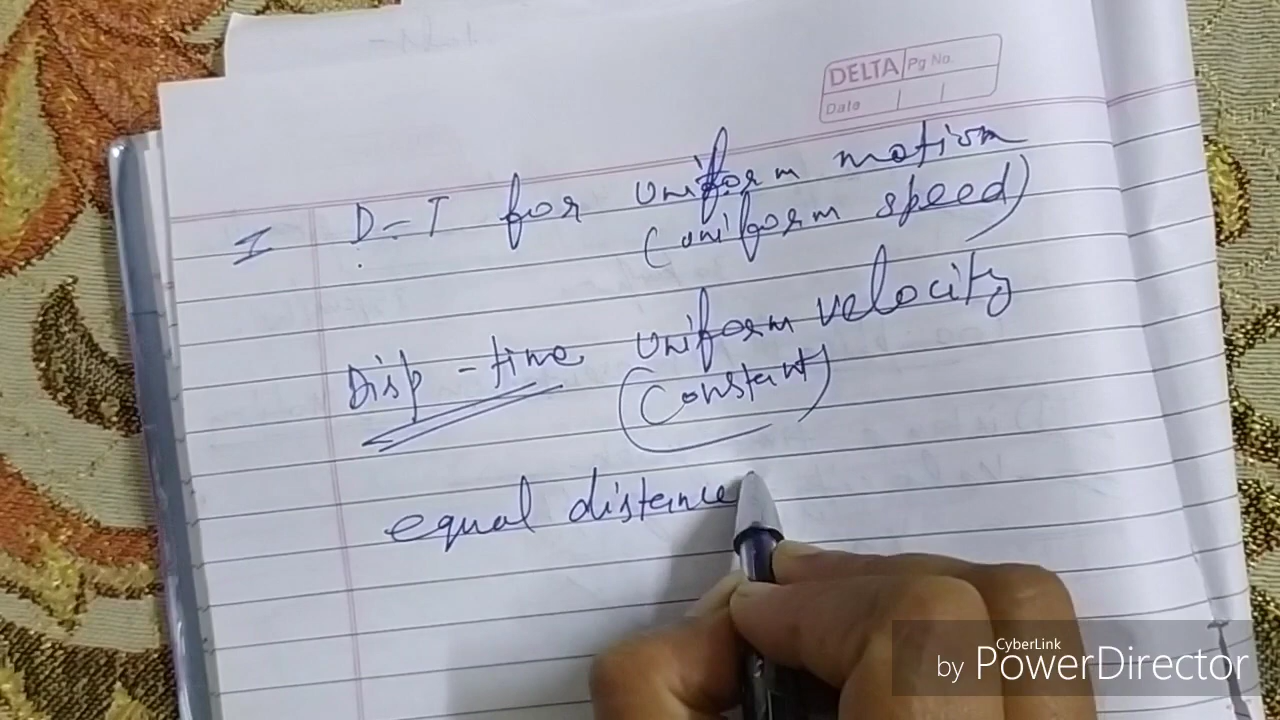 DELTA Pg No.
Date
I D-T for uniform motion
(uniform speed)
Disp - time uniform velocity
(Constant)
equal distance
CyberLink
by PowerDirector